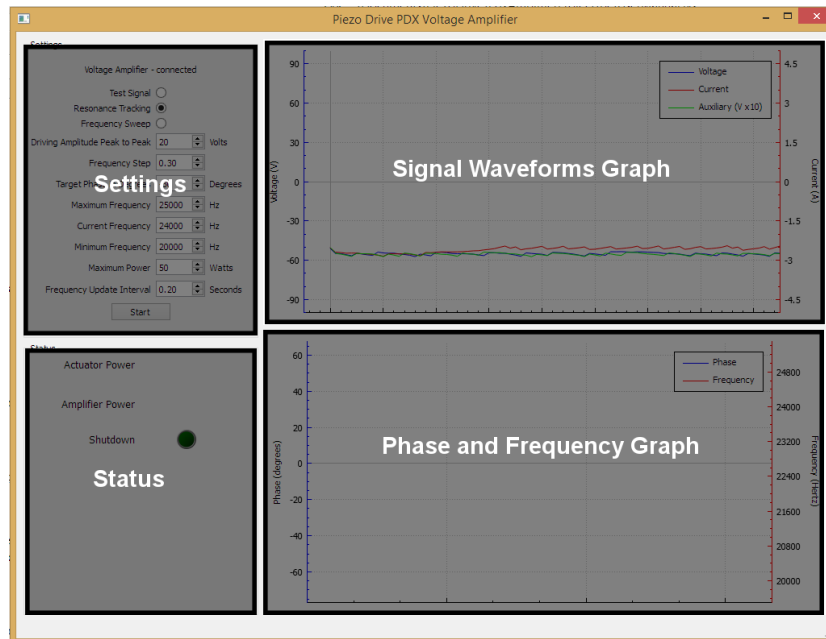 Piezo Drive PDX Voltage Amplifier
Settings
Voltage Amplifier - connected
Test Signal
Resonance Tracking
Frequency Sweep
Driving Amplitude Peak to Peak 20 Volts
Frequency Step 0.30
Target Ph Degrees
Settings
Maximum Frequency 25000 Hz
Current Frequency 24000 Hz
Minimum Frequency 20000 Hz
Maximum Power 50 Watts
Frequency Update Interval 0.20 Seconds
Start
Status
Actuator Power
Amplifier Power
Shutdown
Status
Signal Waveforms Graph
Voltage
Current
Auxiliary (V x10)
Voltage (V)
90
60
30
0
-30
-60
-90
4.5
3
1.5
0
-1.5
-3
-4.5
Current (A)
Phase and Frequency Graph
Phase
Frequency
Phase (degrees)
60
40
20
0
-20
-40
-60
24800
24000
23200
22400
21600
20800
20000
Frequency (Hertz)